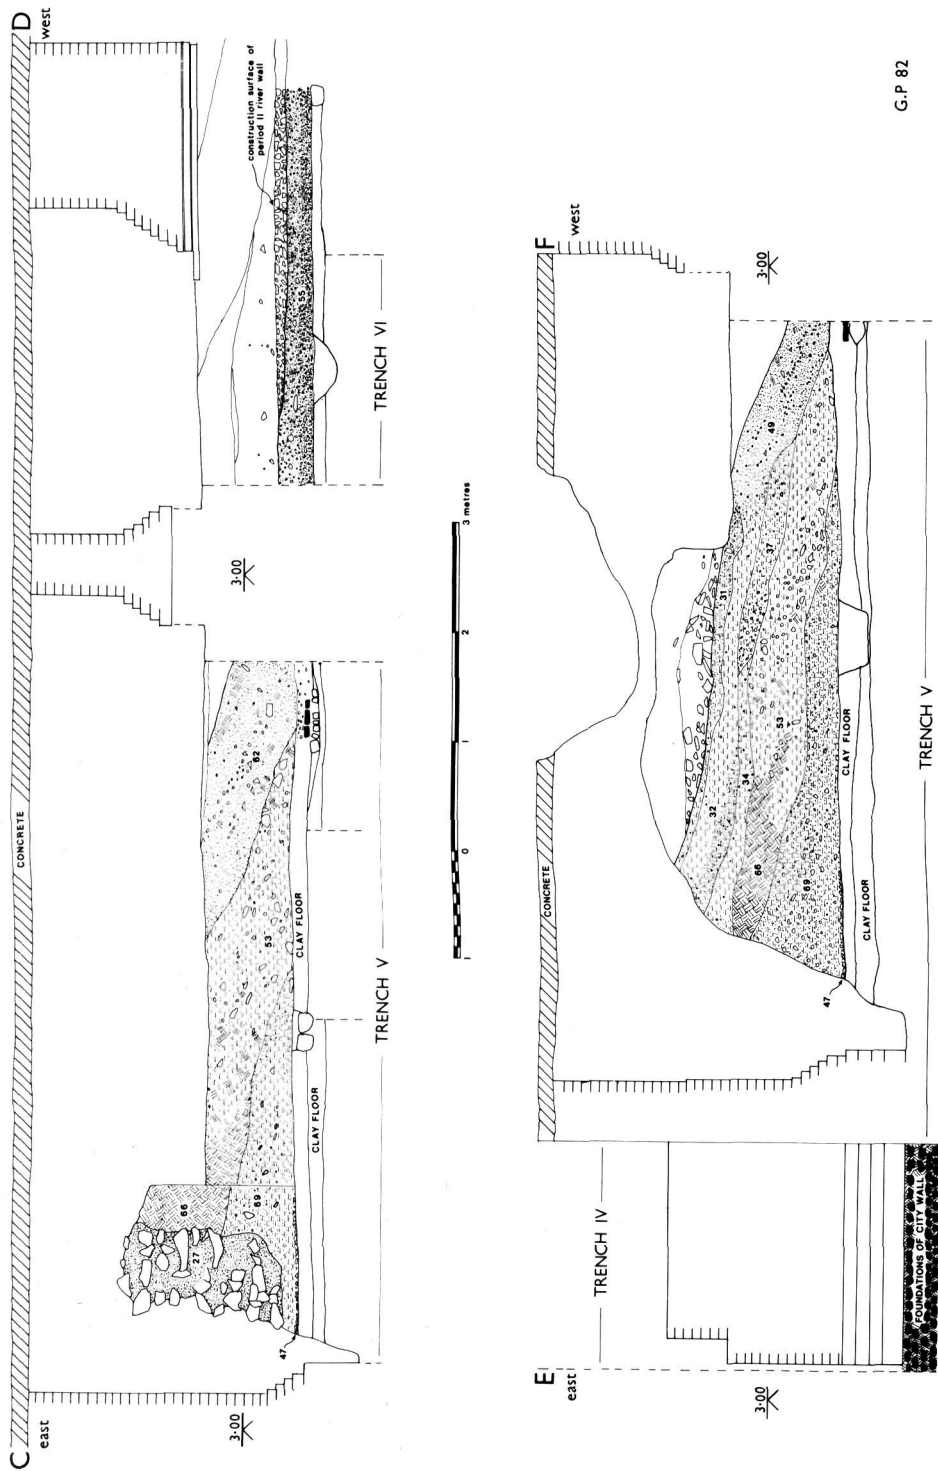 C
east
D
west
CONCRETE
3·00
3·00
construction surface of
period II river wall
55
62
53
66
27
69
47
CLAY FLOOR
CLAY FLOOR
TRENCH V
TRENCH VI
1
0
1
2
3 metres
E
east
F
west
CONCRETE
3·00
3·00
31
32
34
37
49
53
66
69
47
CLAY FLOOR
CLAY FLOOR
TRENCH IV
TRENCH V
FOUNDATIONS OF CITY WALL
G.P 82